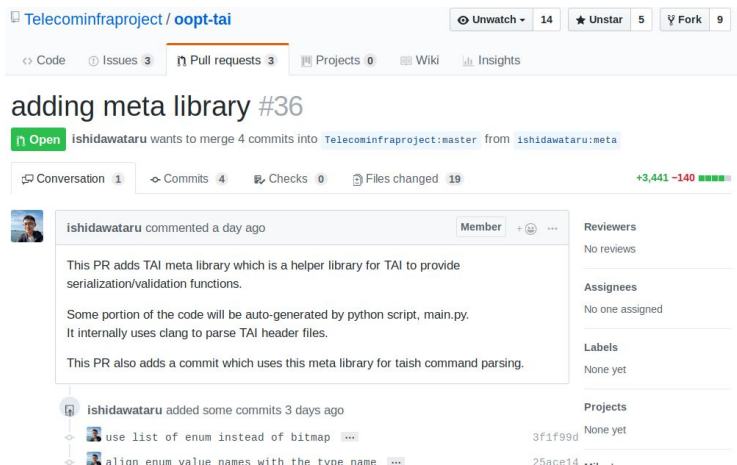 Telecominfraproject / oopt-tai
Unwatch 14 Unstar 5 Fork 9
Code Issues 3 Pull requests 3 Projects 0 Wiki Insights
adding meta library #36
Open ishidawataru wants to merge 4 commits into Telecominfraproject:master from ishidawataru:meta
Conversation 1 Commits 4 Checks 0 Files changed 19 +3,441 −140
ishidawataru commented a day ago Member
This PR adds TAI meta library which is a helper library for TAI to provide
serialization/validation functions.
Some portion of the code will be auto-generated by python script, main.py.
It internally uses clang to parse TAI header files.
This PR also adds a commit which uses this meta library for taish command parsing.
ishidawataru added some commits 3 days ago
use list of enum instead of bitmap ... 3f1f99d
align enum value names with the type name ... 25ace14
Reviewers
No reviews
Assignees
No one assigned
Labels
None yet
Projects
None yet